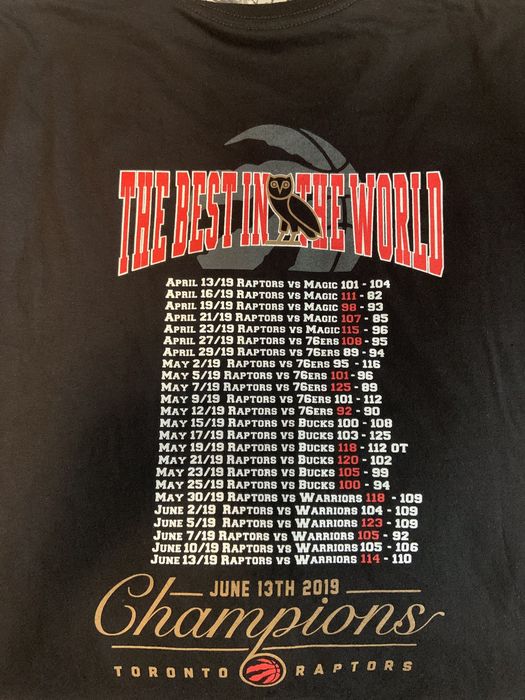 THE BEST IN THE WORLD
APRIL 13/19 RAPTORS VS MAGIC 101 - 104
APRIL 16/19 RAPTORS VS MAGIC 111 - 82
APRIL 19/19 RAPTORS VS MAGIC 98 - 93
APRIL 21/19 RAPTORS VS MAGIC 107 - 85
APRIL 23/19 RAPTORS VS MAGIC 115 - 96
APRIL 27/19 RAPTORS VS 76ERS 108 - 95
APRIL 29/19 RAPTORS VS 76ERS 89 - 94
MAY 2/19 RAPTORS VS 76ERS 95 - 116
MAY 5/19 RAPTORS VS 76ERS 101 - 96
MAY 7/19 RAPTORS VS 76ERS 125 - 89
MAY 9/19 RAPTORS VS 76ERS 101 - 112
MAY 12/19 RAPTORS VS 76ERS 92 - 90
MAY 15/19 RAPTORS VS BUCKS 100 - 108
MAY 17/19 RAPTORS VS BUCKS 103 - 125
MAY 19/19 RAPTORS VS BUCKS 118 - 112 OT
MAY 21/19 RAPTORS VS BUCKS 120 - 102
MAY 23/19 RAPTORS VS BUCKS 105 - 99
MAY 25/19 RAPTORS VS BUCKS 100 - 94
MAY 30/19 RAPTORS VS WARRIORS 118 - 109
JUNE 2/19 RAPTORS VS WARRIORS 104 - 109
JUNE 5/19 RAPTORS VS WARRIORS 123 - 109
JUNE 7/19 RAPTORS VS WARRIORS 105 - 92
JUNE 10/19 RAPTORS VS WARRIORS 105 - 106
JUNE 13/19 RAPTORS VS WARRIORS 114 - 110
JUNE 13TH 2019
Champions
TORONTO RAPTORS